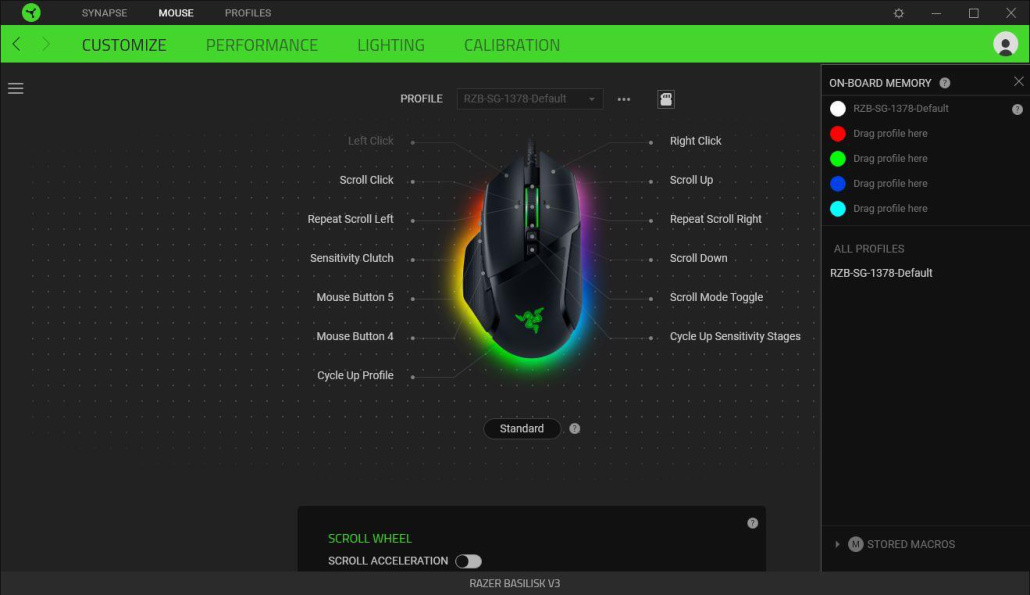 SYNAPSE MOUSE PROFILES
CUSTOMIZE PERFORMANCE LIGHTING CALIBRATION
PROFILE RZB-SG-1378-Default
Left Click
Scroll Click
Repeat Scroll Left
Sensitivity Clutch
Mouse Button 5
Mouse Button 4
Cycle Up Profile
Right Click
Scroll Up
Repeat Scroll Right
Scroll Down
Scroll Mode Toggle
Cycle Up Sensitivity Stages
Standard ?
?
SCROLL WHEEL
SCROLL ACCELERATION
ON-BOARD MEMORY ?
RZB-SG-1378-Default ?
Drag profile here
Drag profile here
Drag profile here
Drag profile here
ALL PROFILES
RZB-SG-1378-Default
M STORED MACROS
RAZER BASILISK V3